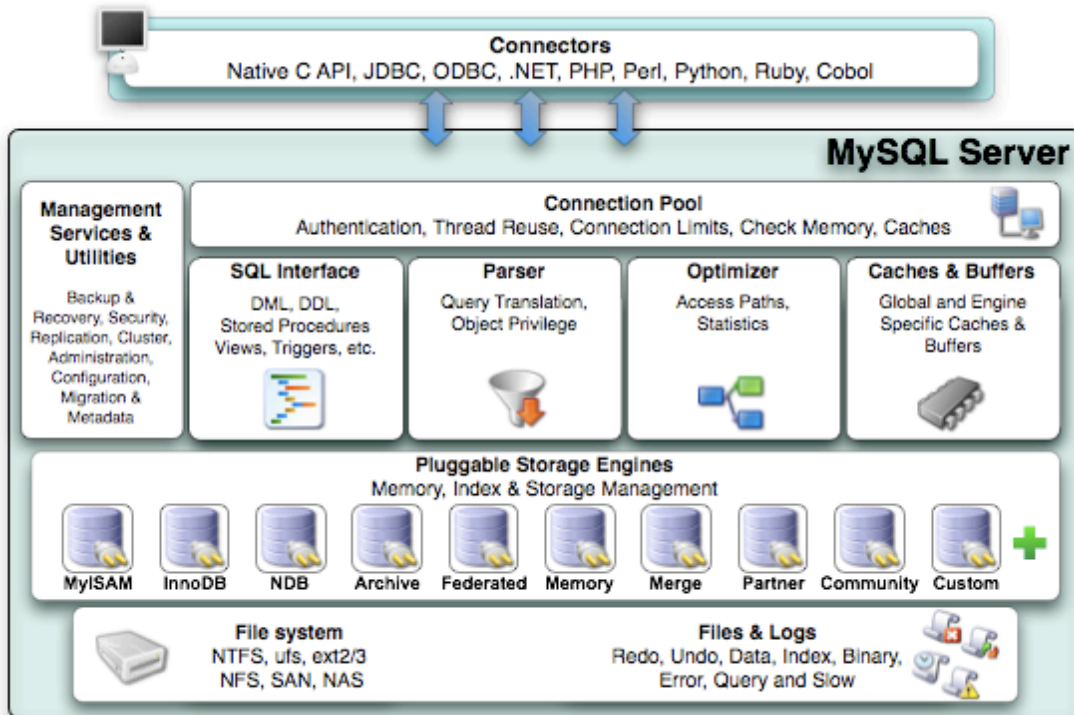 Connectors
Native C API, JDBC, ODBC, .NET, PHP, Perl, Python, Ruby, Cobol
MySQL Server
Management
Services &
Utilities
Backup &
Recovery, Security,
Replication, Cluster,
Administration,
Configuration,
Migration &
Metadata
Connection Pool
Authentication, Thread Reuse, Connection Limits, Check Memory, Caches
SQL Interface
DML, DDL,
Stored Procedures
Views, Triggers, etc.
Parser
Query Translation,
Object Privilege
Optimizer
Access Paths,
Statistics
Caches & Buffers
Global and Engine
Specific Caches &
Buffers
Pluggable Storage Engines
Memory, Index & Storage Management
MyISAM
InnoDB
NDB
Archive
Federated
Memory
Merge
Partner
Community
Custom
File system
NTFS, ufs, ext2/3
NFS, SAN, NAS
Files & Logs
Redo, Undo, Data, Index, Binary,
Error, Query and Slow